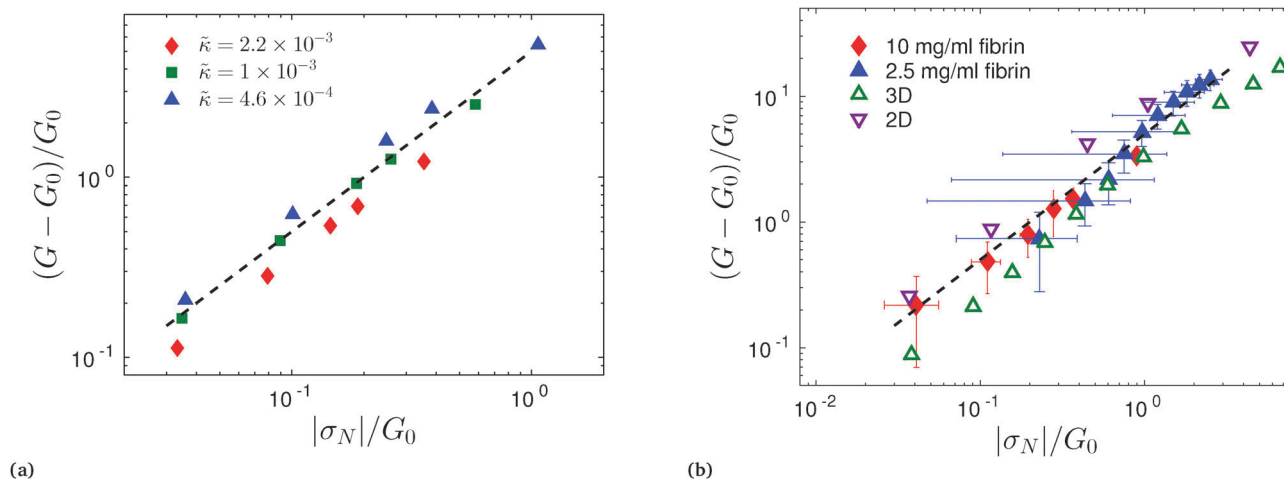 10⁰
10⁻¹
(G − G₀)/G₀
κ̃ = 2.2 × 10⁻³
κ̃ = 1 × 10⁻³
κ̃ = 4.6 × 10⁻⁴
10⁻¹
10⁰
|σ_N|/G₀
(a)
10¹
10⁰
10⁻¹
(G − G₀)/G₀
10 mg/ml fibrin
2.5 mg/ml fibrin
3D
2D
10⁻²
10⁻¹
10⁰
|σ_N|/G₀
(b)